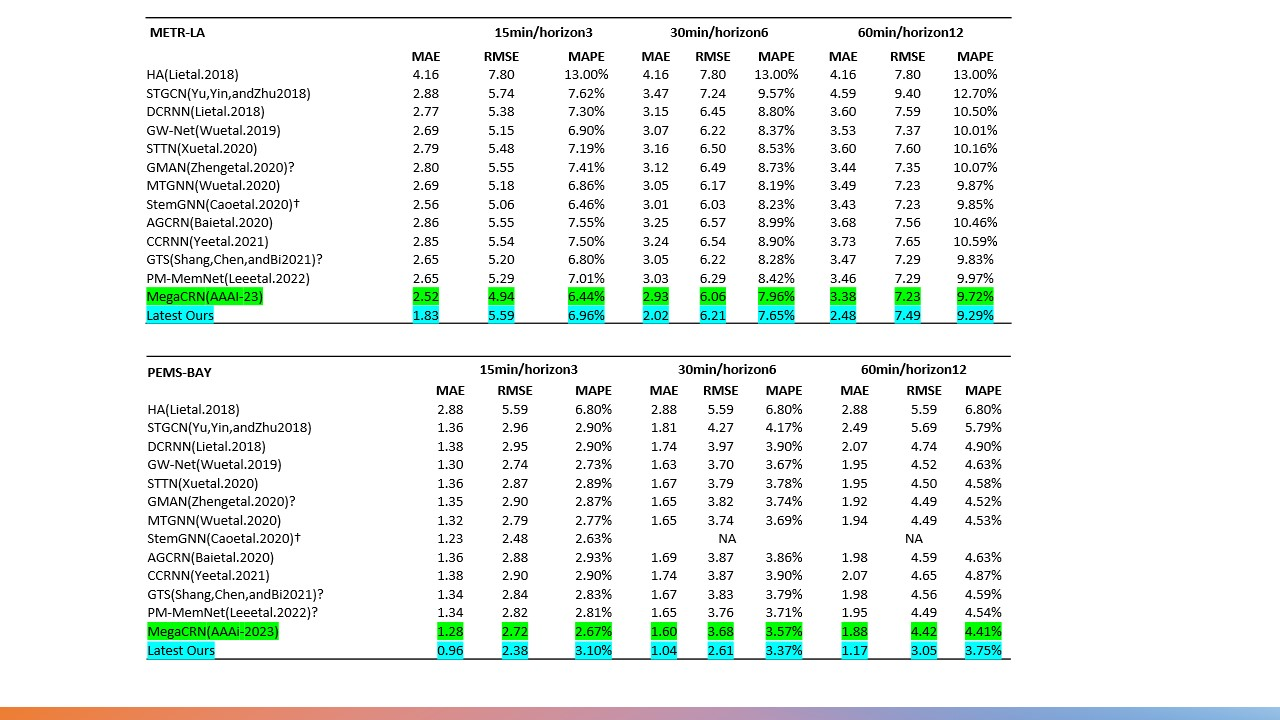 METR-LA 15min/horizon3 30min/horizon6 60min/horizon12
MAE RMSE MAPE MAE RMSE MAPE MAE RMSE MAPE
HA(Lietal.2018) 4.16 7.80 13.00% 4.16 7.80 13.00% 4.16 7.80 13.00%
STGCN(Yu,Yin,andZhu2018) 2.88 5.74 7.62% 3.47 7.24 9.57% 4.59 9.40 12.70%
DCRNN(Lietal.2018) 2.77 5.38 7.30% 3.15 6.45 8.80% 3.60 7.59 10.50%
GW-Net(Wuetal.2019) 2.69 5.15 6.90% 3.07 6.22 8.37% 3.53 7.37 10.01%
STTN(Xuetal.2020) 2.79 5.48 7.19% 3.16 6.50 8.53% 3.60 7.60 10.16%
GMAN(Zhengetal.2020)? 2.80 5.55 7.41% 3.12 6.49 8.73% 3.44 7.35 10.07%
MTGNN(Wuetal.2020) 2.69 5.18 6.86% 3.05 6.17 8.19% 3.49 7.23 9.87%
StemGNN(Caoetal.2020)† 2.56 5.06 6.46% 3.01 6.03 8.23% 3.43 7.23 9.85%
AGCRN(Baietal.2020) 2.86 5.55 7.55% 3.25 6.57 8.99% 3.68 7.56 10.46%
CCRNN(Yeetal.2021) 2.85 5.54 7.50% 3.24 6.54 8.90% 3.73 7.65 10.59%
GTS(Shang,Chen,andBi2021)? 2.65 5.20 6.80% 3.05 6.22 8.28% 3.47 7.29 9.83%
PM-MemNet(Leeetal.2022) 2.65 5.29 7.01% 3.03 6.29 8.42% 3.46 7.29 9.97%
MegaCRN(AAAI-23) 2.52 4.94 6.44% 2.93 6.06 7.96% 3.38 7.23 9.72%
Latest Ours 1.83 5.59 6.96% 2.02 6.21 7.65% 2.48 7.49 9.29%
PEMS-BAY 15min/horizon3 30min/horizon6 60min/horizon12
MAE RMSE MAPE MAE RMSE MAPE MAE RMSE MAPE
HA(Lietal.2018) 2.88 5.59 6.80% 2.88 5.59 6.80% 2.88 5.59 6.80%
STGCN(Yu,Yin,andZhu2018) 1.36 2.96 2.90% 1.81 4.27 4.17% 2.49 5.69 5.79%
DCRNN(Lietal.2018) 1.38 2.95 2.90% 1.74 3.97 3.90% 2.07 4.74 4.90%
GW-Net(Wuetal.2019) 1.30 2.74 2.73% 1.63 3.70 3.67% 1.95 4.52 4.63%
STTN(Xuetal.2020) 1.36 2.87 2.89% 1.67 3.79 3.78% 1.95 4.50 4.58%
GMAN(Zhengetal.2020)? 1.35 2.90 2.87% 1.65 3.82 3.74% 1.92 4.49 4.52%
MTGNN(Wuetal.2020) 1.32 2.79 2.77% 1.65 3.74 3.69% 1.94 4.49 4.53%
StemGNN(Caoetal.2020)† 1.23 2.48 2.63% NA NA
AGCRN(Baietal.2020) 1.36 2.88 2.93% 1.69 3.87 3.86% 1.98 4.59 4.63%
CCRNN(Yeetal.2021) 1.38 2.90 2.90% 1.74 3.87 3.90% 2.07 4.65 4.87%
GTS(Shang,Chen,andBi2021)? 1.34 2.84 2.83% 1.67 3.83 3.79% 1.98 4.56 4.59%
PM-MemNet(Leeetal.2022)? 1.34 2.82 2.81% 1.65 3.76 3.71% 1.95 4.49 4.54%
MegaCRN(AAAi-2023) 1.28 2.72 2.67% 1.60 3.68 3.57% 1.88 4.42 4.41%
Latest Ours 0.96 2.38 3.10% 1.04 2.61 3.37% 1.17 3.05 3.75%